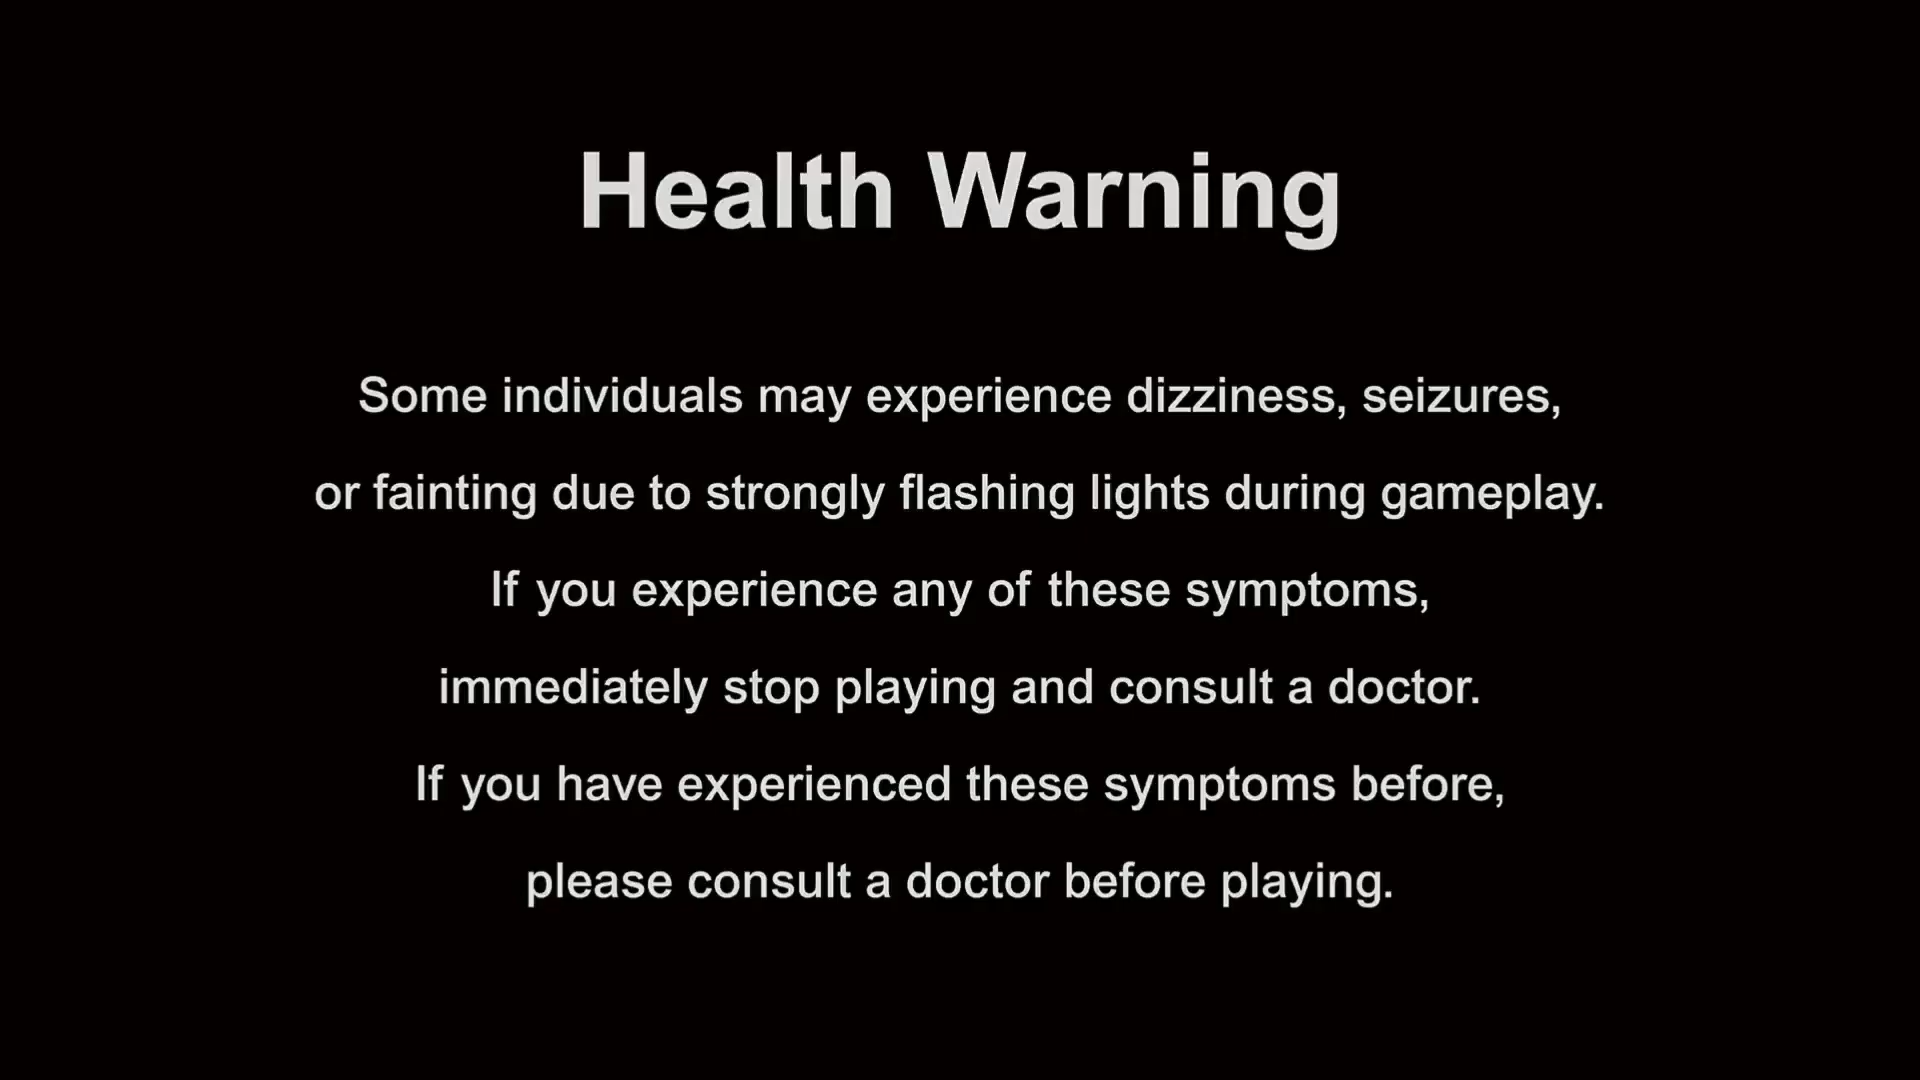 Health Warning
Some individuals may experience dizziness, seizures,
or fainting due to strongly flashing lights during gameplay.
If you experience any of these symptoms,
immediately stop playing and consult a doctor.
If you have experienced these symptoms before,
please consult a doctor before playing.